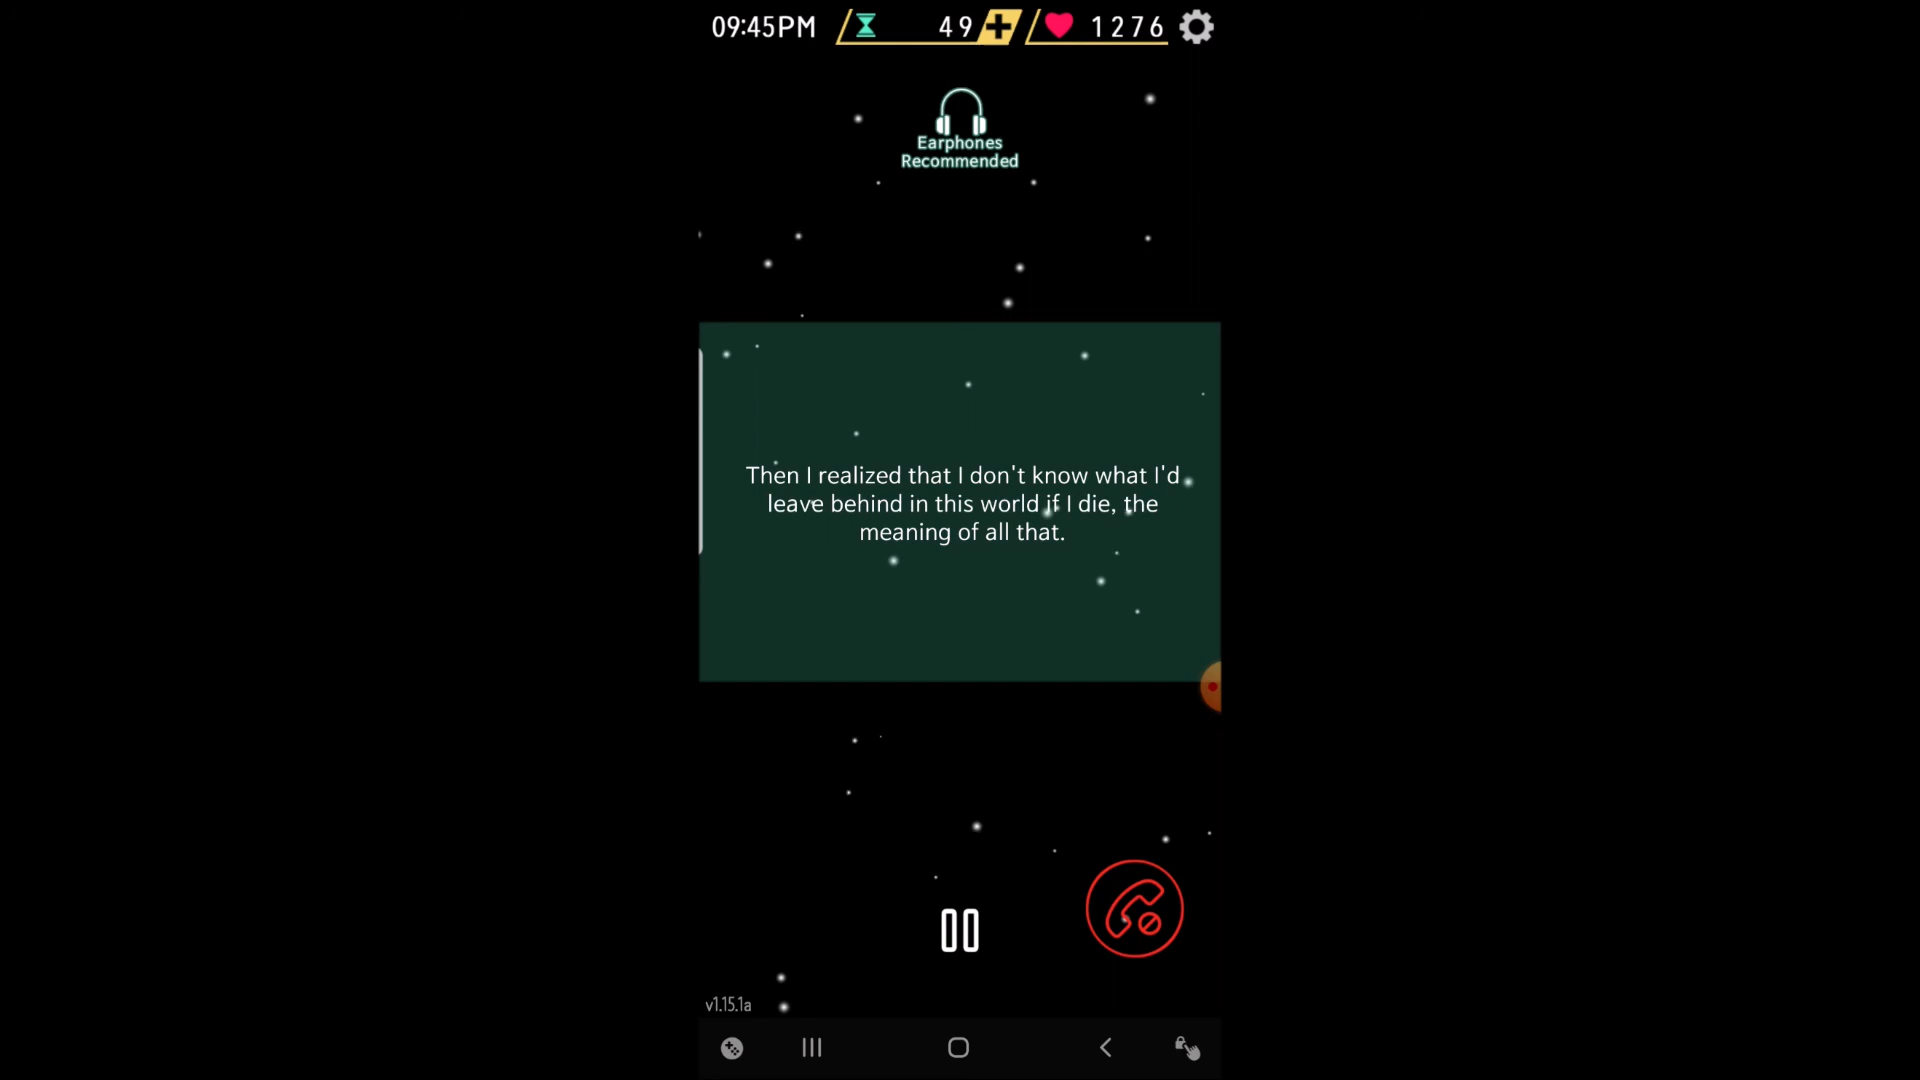 09:45PM 49 1276
Earphones
Recommended
Then I realized that I don't know what I'd
leave behind in this world if I die, the
meaning of all that.
v1.15.1a